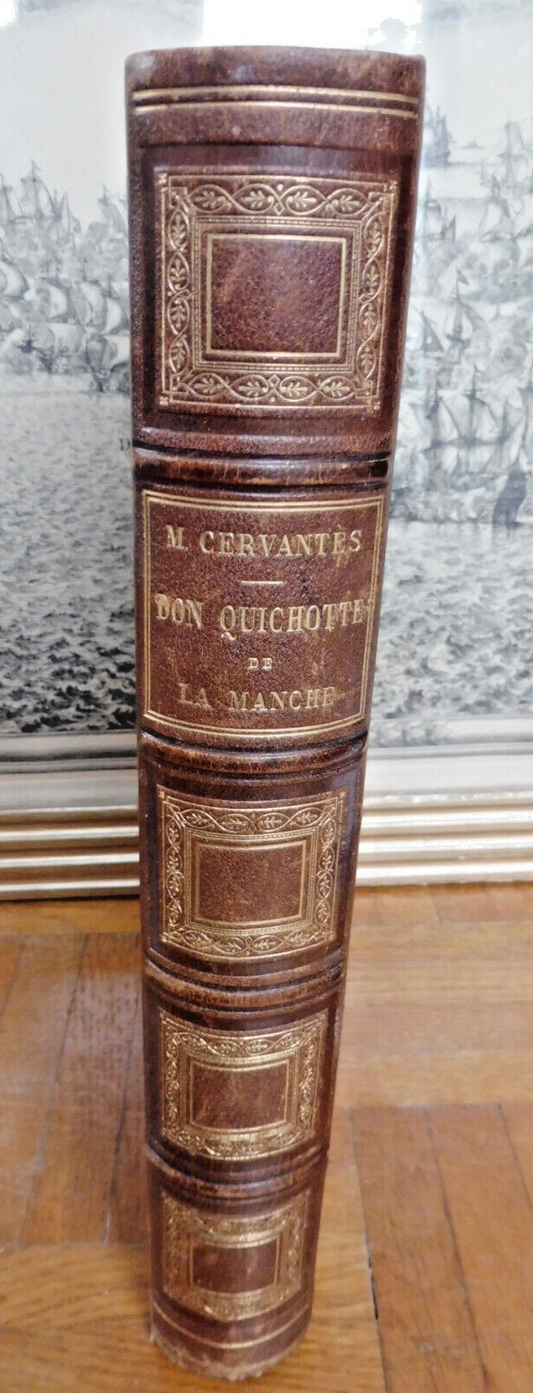 M. CERVANTÈS
DON QUICHOTTE
DE
LA MANCHE